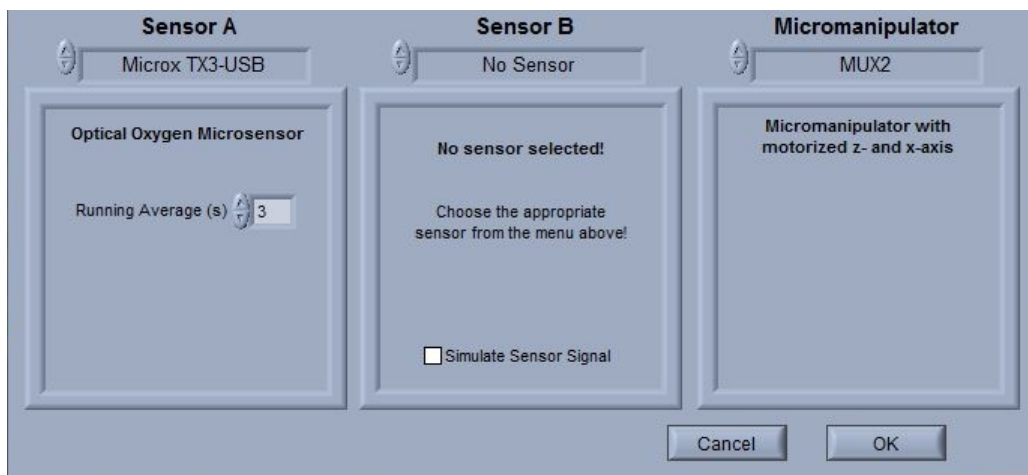 Sensor A
Microx TX3-USB
Optical Oxygen Microsensor
Running Average (s) 3
Sensor B
No Sensor
No sensor selected!
Choose the appropriate
sensor from the menu above!
Simulate Sensor Signal
Micromanipulator
MUX2
Micromanipulator with
motorized z- and x-axis
Cancel
OK